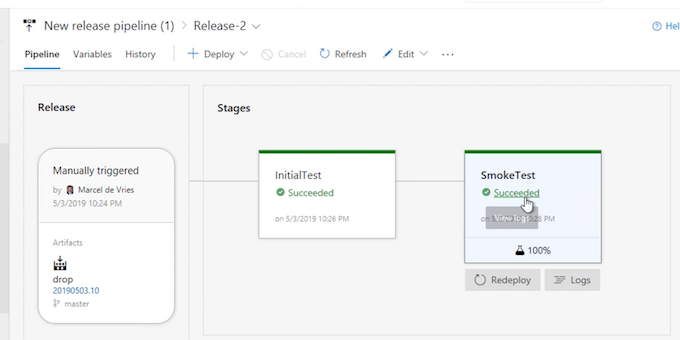 New release pipeline (1) > Release-2
Hel
Pipeline Variables History + Deploy Cancel Refresh Edit ...
Release
Stages
Manually triggered
by Marcel de Vries
5/3/2019 10:24 PM
Artifacts
drop
20190503.10
master
InitialTest
Succeeded
on 5/3/2019 10:26 PM
SmokeTest
Succeeded
View logs
on 5/3/2019 10:28 PM
100%
Redeploy Logs